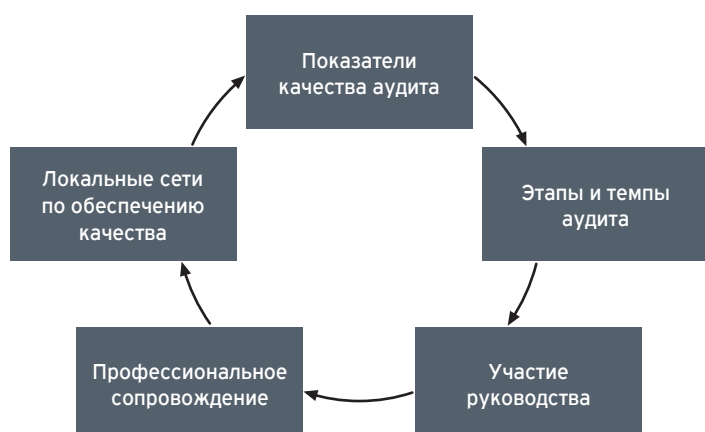 Показатели
качества аудита
Этапы и темпы
аудита
Участие
руководства
Профессиональное
сопровождение
Локальные сети
по обеспечению
качества